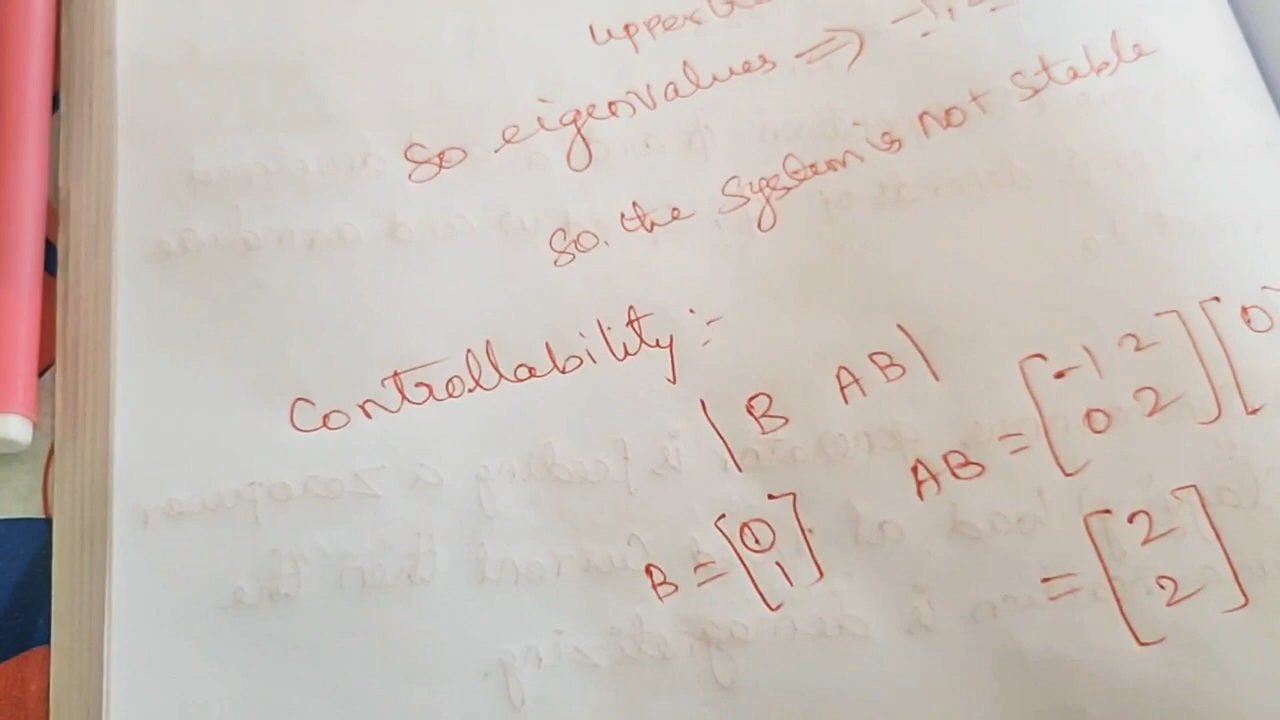 upper
So eigenvalues ⇒ -1,
So. the system is not stable
Controllability :-
| B AB |
AB = [-1 2; 0 2] [0
B = [0; 1]
= [2; 2]